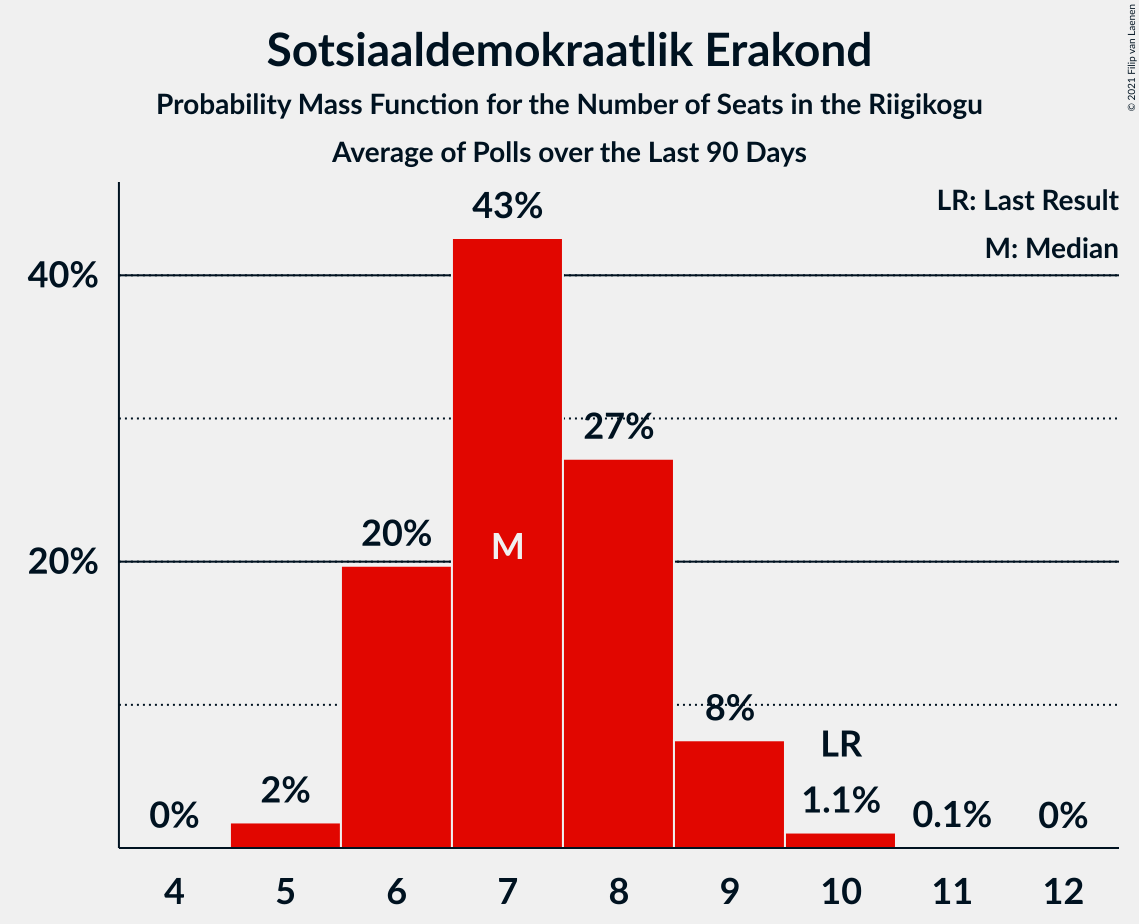 Sotsiaaldemokraatlik Erakond
Probability Mass Function for the Number of Seats in the Riigikogu
Average of Polls over the Last 90 Days
© 2021 Filip van Laenen
LR: Last Result
M: Median
43%
40%
27%
20%
M
20%
8%
LR
0%
2%
1.1%
0.1%
0%
4 5 6 7 8 9 10 11 12